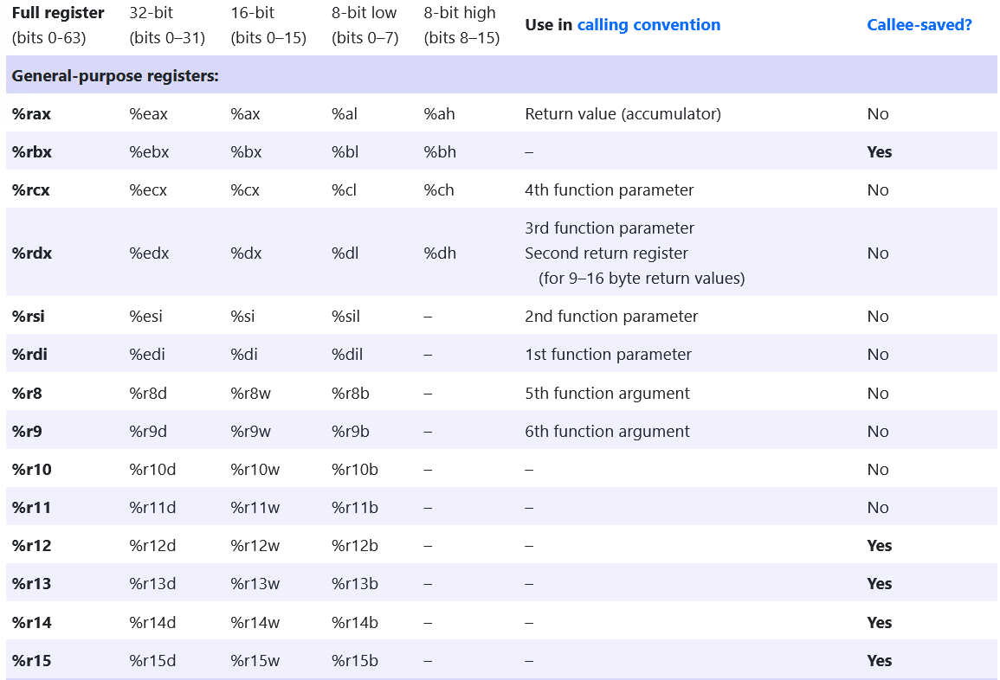 Full register 32-bit 16-bit 8-bit low 8-bit high Use in calling convention Callee-saved?
(bits 0-63) (bits 0–31) (bits 0–15) (bits 0–7) (bits 8–15)
General-purpose registers:
%rax %eax %ax %al %ah Return value (accumulator) No
%rbx %ebx %bx %bl %bh – Yes
%rcx %ecx %cx %cl %ch 4th function parameter No
%rdx %edx %dx %dl %dh 3rd function parameter
Second return register
(for 9–16 byte return values) No
%rsi %esi %si %sil – 2nd function parameter No
%rdi %edi %di %dil – 1st function parameter No
%r8 %r8d %r8w %r8b – 5th function argument No
%r9 %r9d %r9w %r9b – 6th function argument No
%r10 %r10d %r10w %r10b – – No
%r11 %r11d %r11w %r11b – – No
%r12 %r12d %r12w %r12b – – Yes
%r13 %r13d %r13w %r13b – – Yes
%r14 %r14d %r14w %r14b – – Yes
%r15 %r15d %r15w %r15b – – Yes